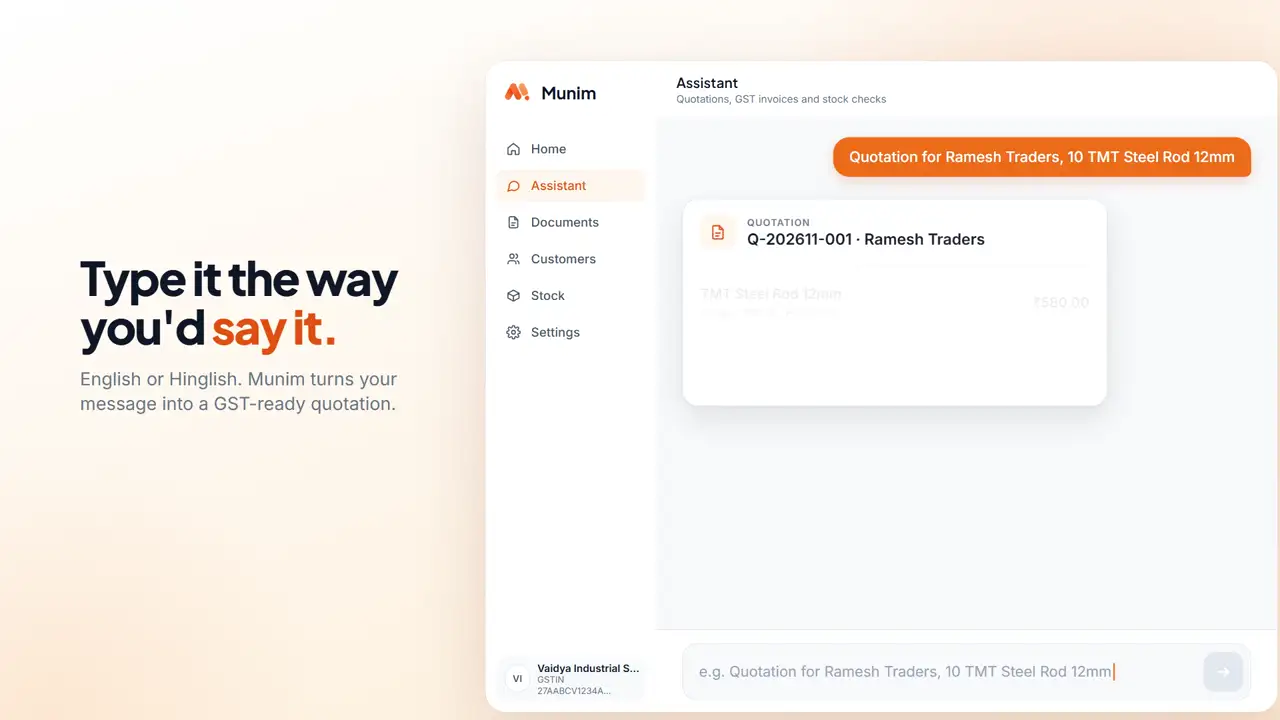 Type it the way
you'd say it.
English or Hinglish. Munim turns your
message into a GST-ready quotation.
Munim
Home
Assistant
Documents
Customers
Stock
Settings
VI
Vaidya Industrial S...
GSTIN
27AABCV1234A...
Assistant
Quotations, GST invoices and stock checks
Quotation for Ramesh Traders, 10 TMT Steel Rod 12mm
QUOTATION
Q-202611-001 · Ramesh Traders
TMT Steel Rod 12mm
₹580.00
e.g. Quotation for Ramesh Traders, 10 TMT Steel Rod 12mm